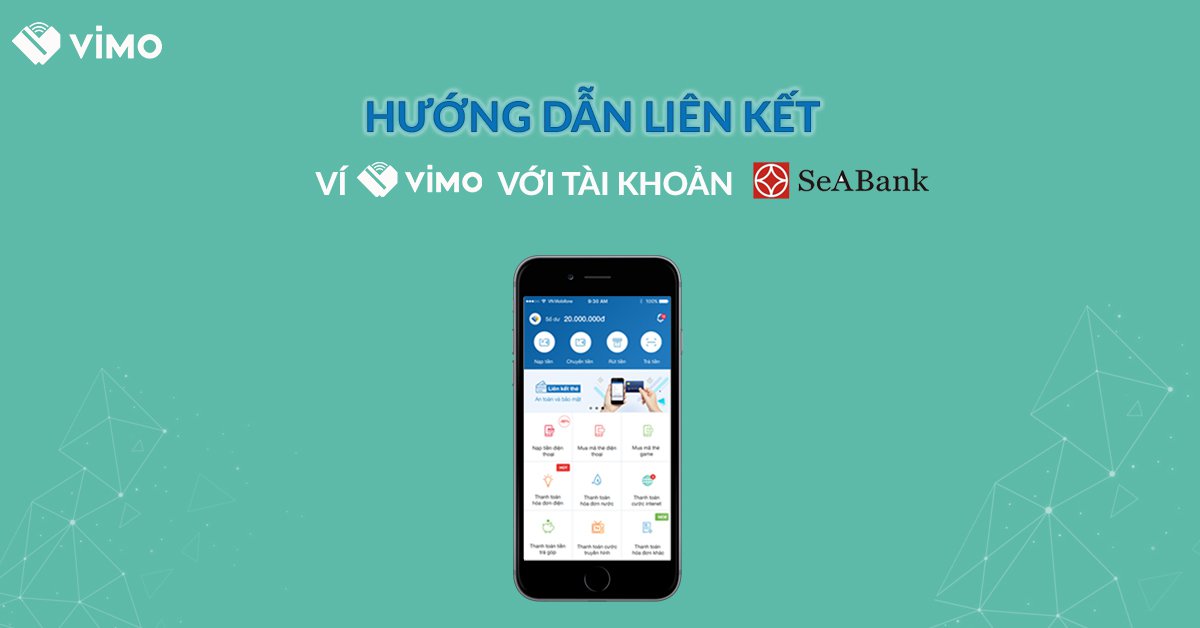 VIMO
HƯỚNG DẪN LIÊN KẾT
VÍ VIMO VỚI TÀI KHOẢN SeABank
VN Mobifone 9:30 AM 100%
Số dư 20.000.000đ
Nạp tiền Chuyển tiền Rút tiền Trả tiền
Liên kết thẻ
An toàn và bảo mật
Nạp tiền điện thoại
Mua mã thẻ điện thoại
Mua mã thẻ game
HOT
Thanh toán hóa đơn điện
Thanh toán hóa đơn nước
Thanh toán cước internet
NEW
Thanh toán tiền trả góp
Thanh toán cước truyền hình
Thanh toán hóa đơn khác